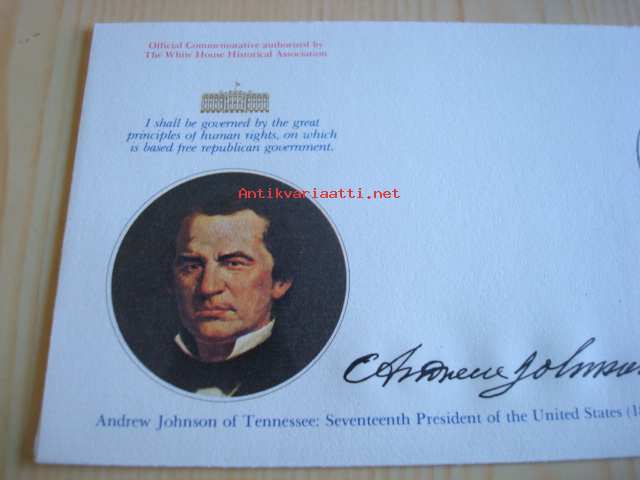 Official Commemorative authorized by
The White House Historical Association
I shall be governed by the great
principles of human rights, on which
is based free republican government.
Antikvariaatti.net
Andrew Johnson
Andrew Johnson of Tennessee: Seventeenth President of the United States (18